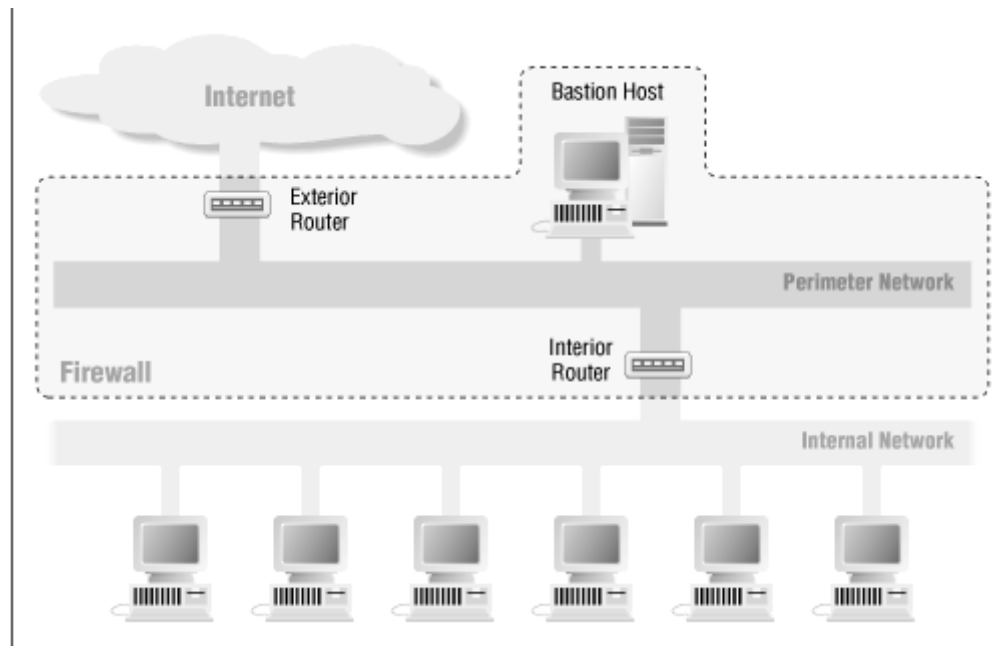 Internet
Bastion Host
Exterior
Router
Perimeter Network
Interior
Router
Firewall
Internal Network